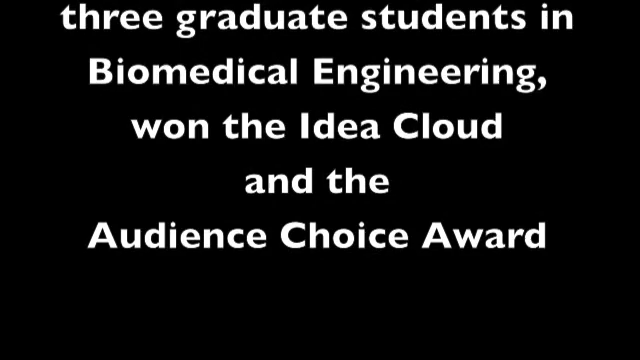 three graduate students in
Biomedical Engineering,
won the Idea Cloud
and the
Audience Choice Award